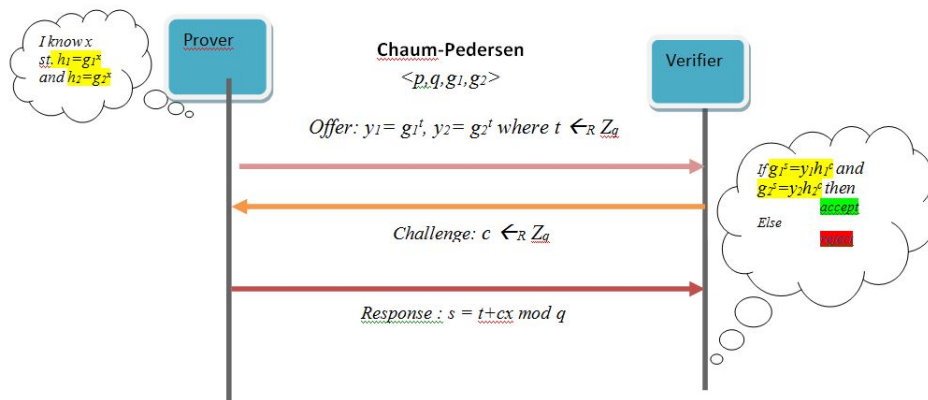 I know x
st. h₁=g₁ˣ
and h₂=g₂ˣ
Prover
Chaum-Pedersen
<p,q,g₁,g₂>
Verifier
Offer: y₁= g₁ᵗ, y₂= g₂ᵗ where t ←R Zq
If g₁ˢ=y₁h₁ᶜ and
g₂ˢ=y₂h₂ᶜ then
accept
Else
reject
Challenge: c ←R Zq
Response : s = t+cx mod q